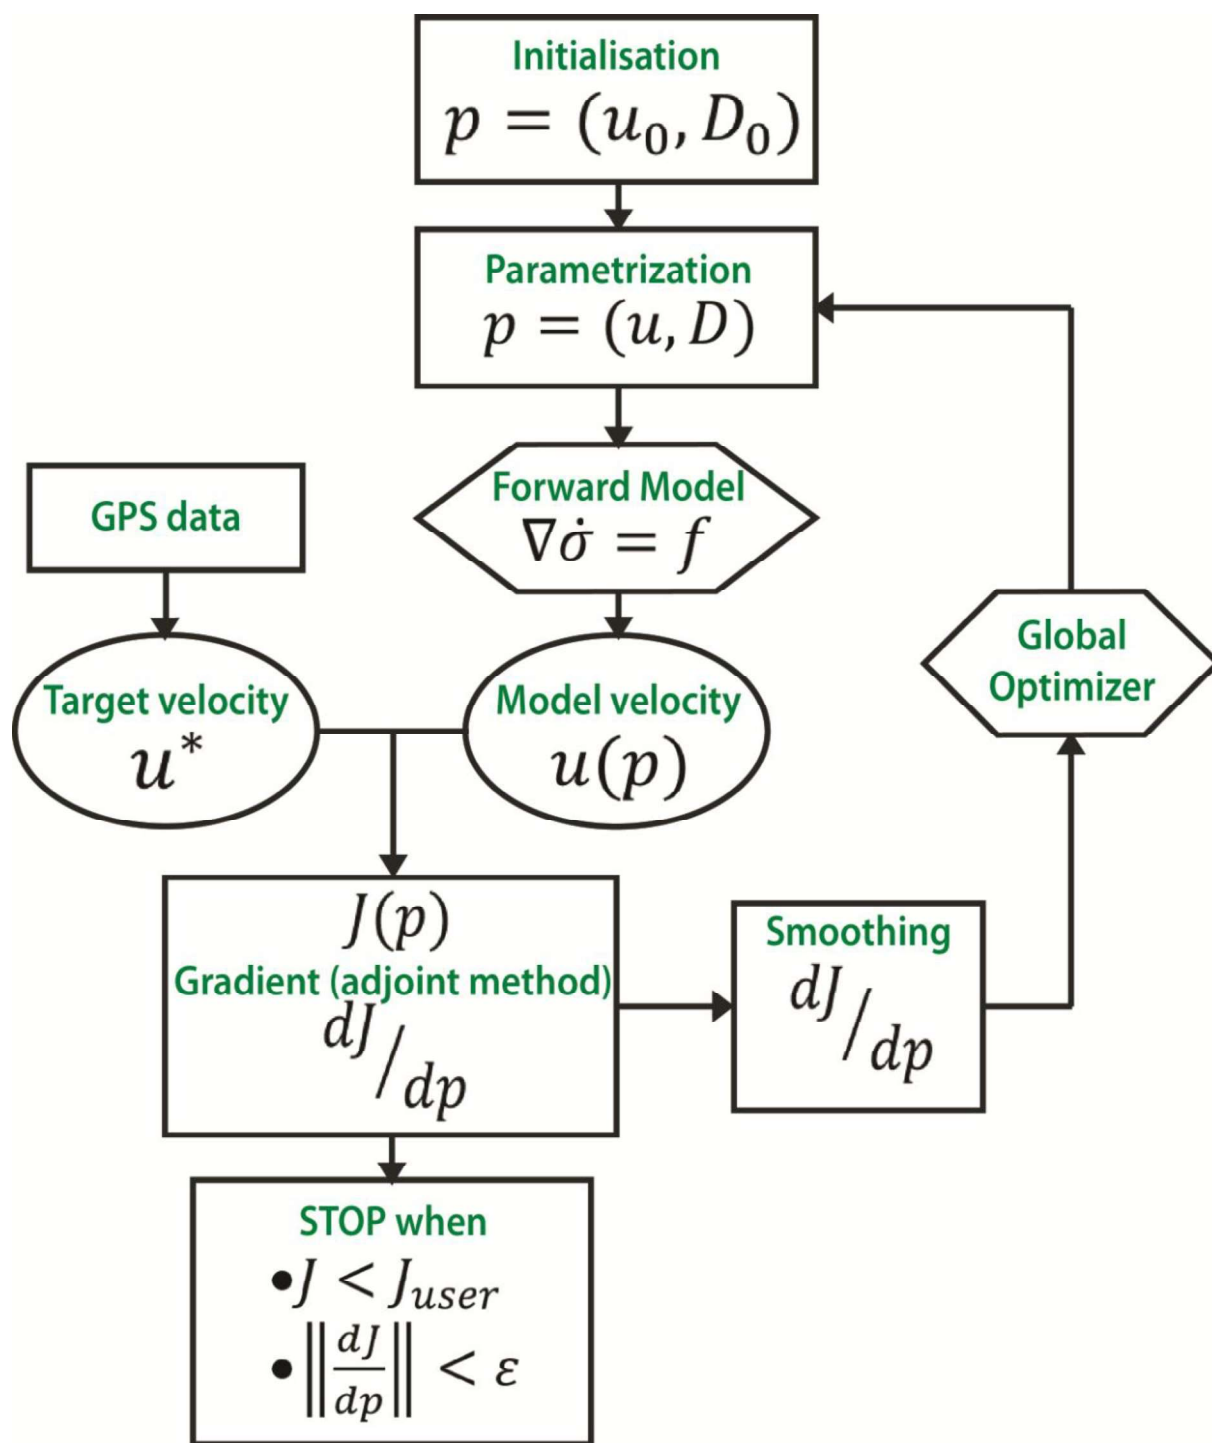 Initialisation
p = (u₀, D₀)
Parametrization
p = (u, D)
Forward Model
∇σ̇ = f
GPS data
Target velocity
u*
Model velocity
u(p)
Global
Optimizer
J(p)
Gradient (adjoint method)
dJ/dp
Smoothing
dJ/dp
STOP when
•J < J_user
•‖dJ/dp‖ < ε